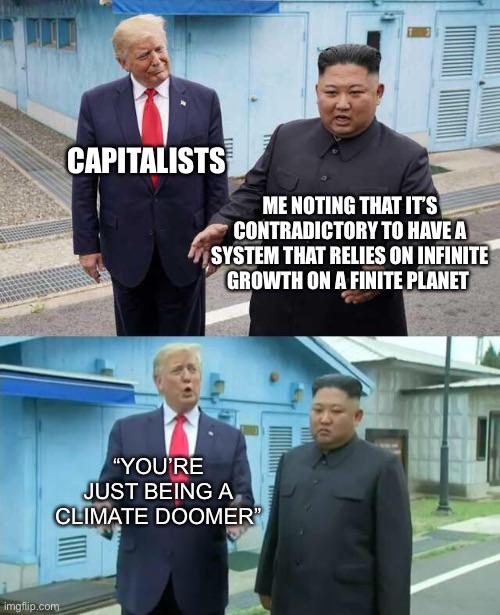 CAPITALISTS
ME NOTING THAT IT'S
CONTRADICTORY TO HAVE A
SYSTEM THAT RELIES ON INFINITE
GROWTH ON A FINITE PLANET
“YOU’RE
JUST BEING A
CLIMATE DOOMER”
imgflip.com